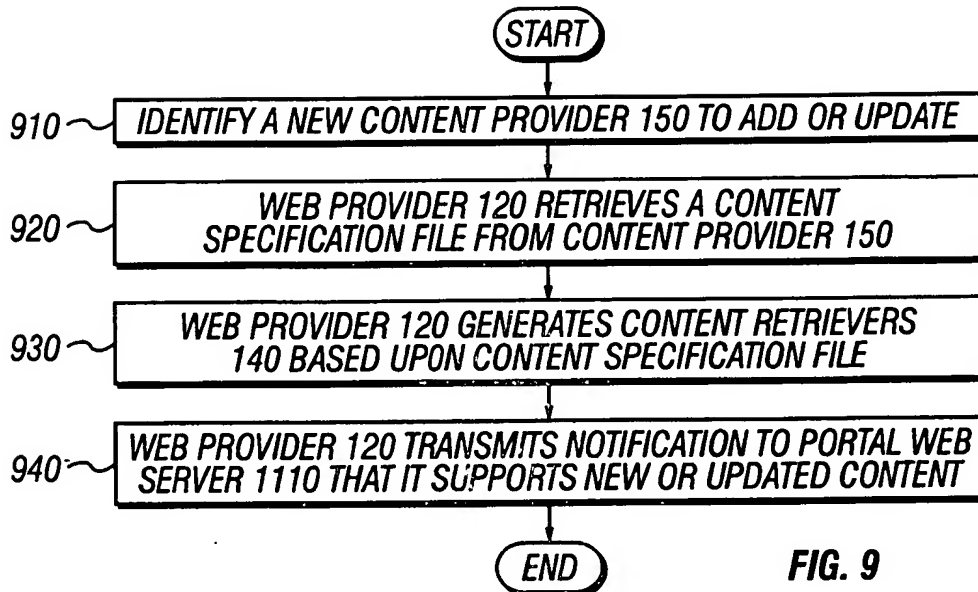 START
910
IDENTIFY A NEW CONTENT PROVIDER 150 TO ADD OR UPDATE
920
WEB PROVIDER 120 RETRIEVES A CONTENT
SPECIFICATION FILE FROM CONTENT PROVIDER 150
930
WEB PROVIDER 120 GENERATES CONTENT RETRIEVERS
140 BASED UPON CONTENT SPECIFICATION FILE
940
WEB PROVIDER 120 TRANSMITS NOTIFICATION TO PORTAL WEB
SERVER 1110 THAT IT SUPPORTS NEW OR UPDATED CONTENT
END
FIG. 9